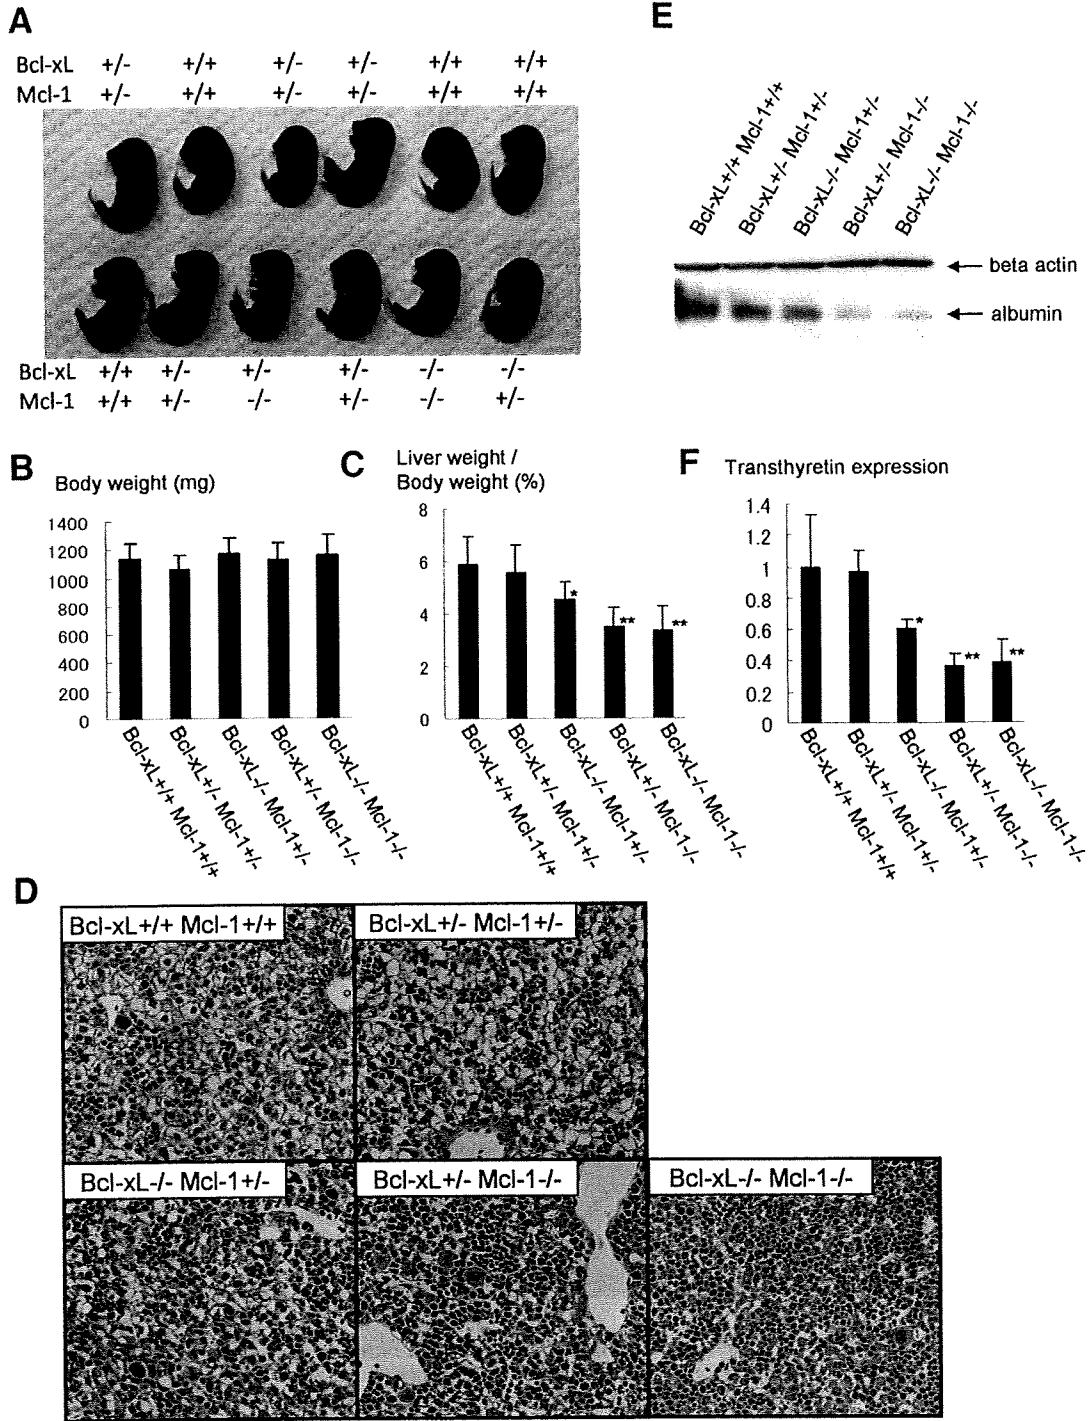 A
Bcl-xL +/- +/+ +/- +/- +/+ +/+
Mcl-1 +/- +/+ +/- +/- +/+ +/+
Bcl-xL +/+ +/- +/- +/- -/- -/-
Mcl-1 +/+ +/- -/- +/- -/- +/-
E
Bcl-xL+/+ Mcl-1+/+
Bcl-xL+/- Mcl-1+/-
Bcl-xL-/- Mcl-1+/-
Bcl-xL+/- Mcl-1-/-
Bcl-xL-/- Mcl-1-/-
beta actin
albumin
B
Body weight (mg)
1400
1200
1000
800
600
400
200
0
Bcl-xL+/+ Mcl-1+/+
Bcl-xL+/- Mcl-1+/-
Bcl-xL-/- Mcl-1+/-
Bcl-xL+/- Mcl-1-/-
Bcl-xL-/- Mcl-1-/-
C
Liver weight /
Body weight (%)
8
6
4
2
0
*
**
**
Bcl-xL+/+ Mcl-1+/+
Bcl-xL+/- Mcl-1+/-
Bcl-xL-/- Mcl-1+/-
Bcl-xL+/- Mcl-1-/-
Bcl-xL-/- Mcl-1-/-
F
Transthyretin expression
1.4
1.2
1
0.8
0.6
0.4
0.2
0
*
**
**
Bcl-xL+/+ Mcl-1+/+
Bcl-xL+/- Mcl-1+/-
Bcl-xL-/- Mcl-1+/-
Bcl-xL+/- Mcl-1-/-
Bcl-xL-/- Mcl-1-/-
D
Bcl-xL+/+ Mcl-1+/+
Bcl-xL+/- Mcl-1+/-
Bcl-xL-/- Mcl-1+/-
Bcl-xL+/- Mcl-1-/-
Bcl-xL-/- Mcl-1-/-